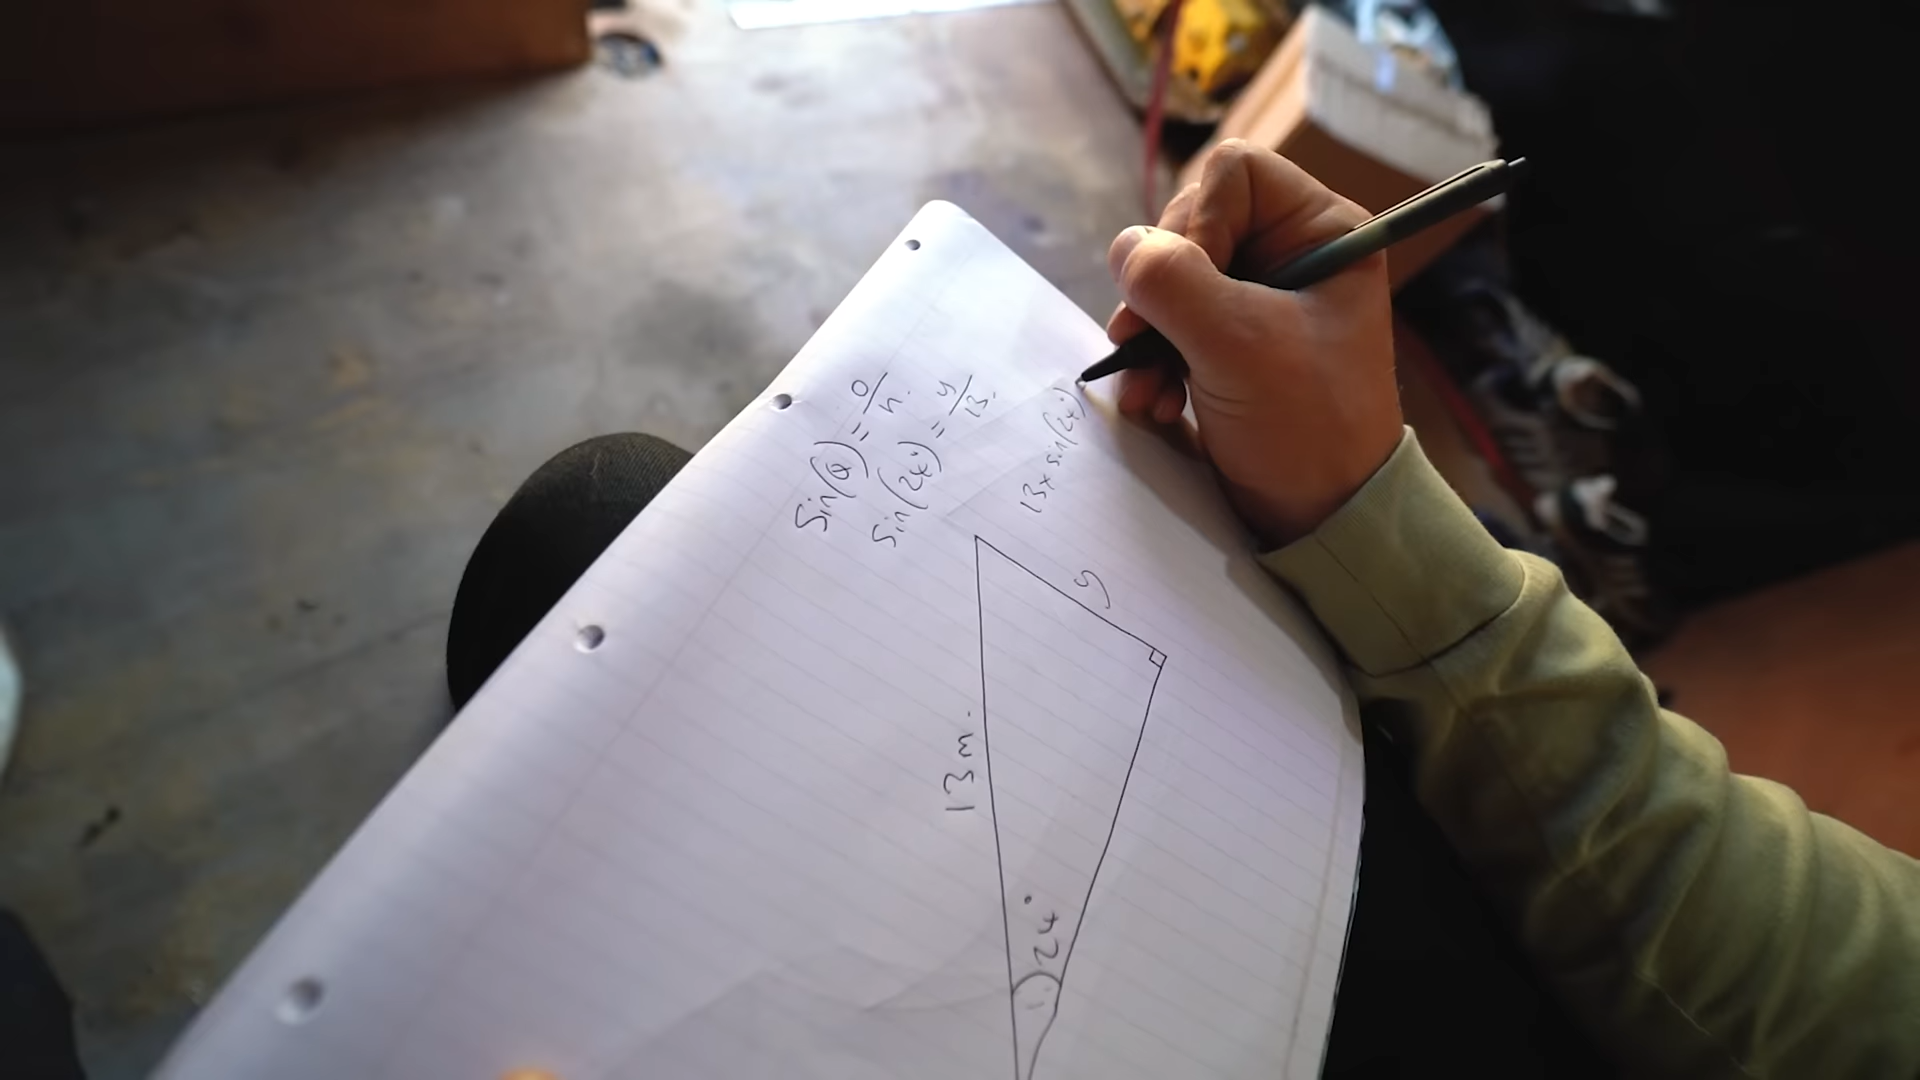 Sin(θ) = O/H.
Sin(24°) = y/13.
13 × sin(24°)
y
13m.
24°